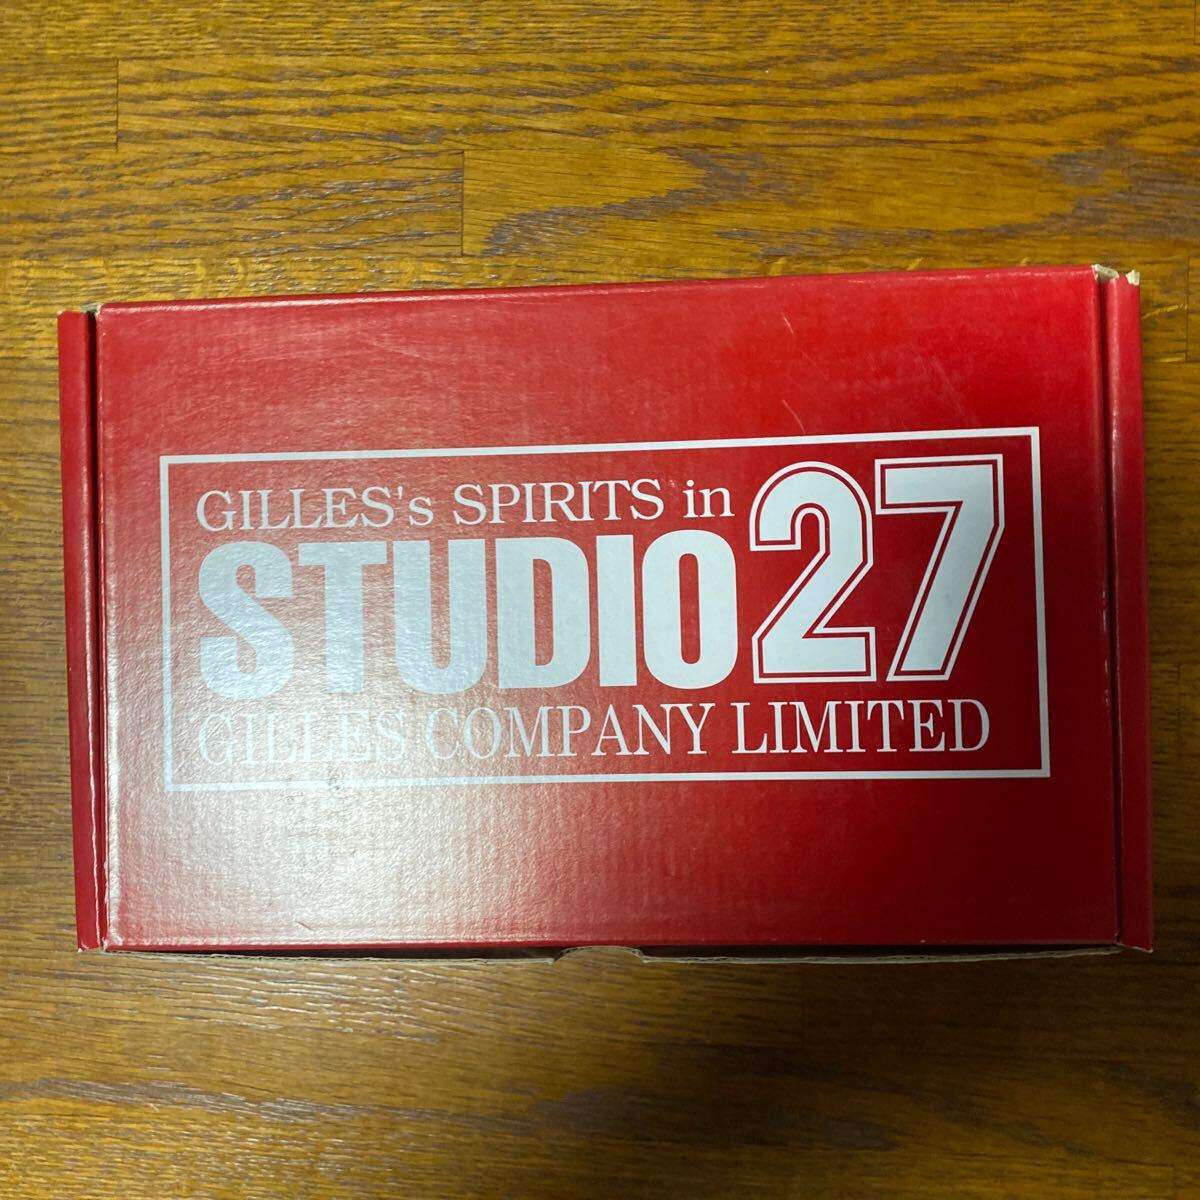 GILLES's SPIRITS in
STUDIO27
GILLES COMPANY LIMITED